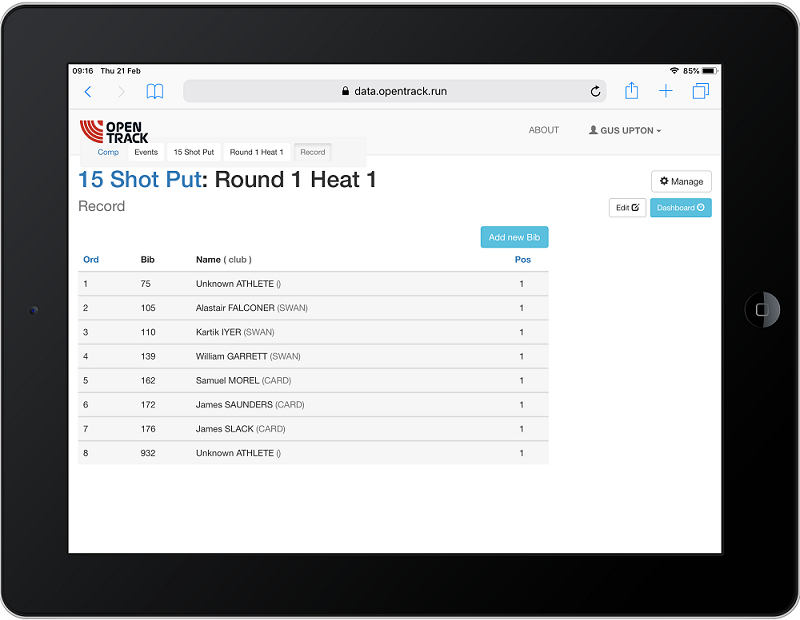 09:16 Thu 21 Feb 85%
data.opentrack.run
OPEN
TRACK
ABOUT GUS UPTON
Comp Events 15 Shot Put Round 1 Heat 1 Record
15 Shot Put: Round 1 Heat 1
Manage
Record
Edit Dashboard
Add new Bib
Ord Bib Name ( club ) Pos
1 75 Unknown ATHLETE () 1
2 105 Alastair FALCONER (SWAN) 1
3 110 Kartik IYER (SWAN) 1
4 139 William GARRETT (SWAN) 1
5 162 Samuel MOREL (CARD) 1
6 172 James SAUNDERS (CARD) 1
7 176 James SLACK (CARD) 1
8 932 Unknown ATHLETE () 1